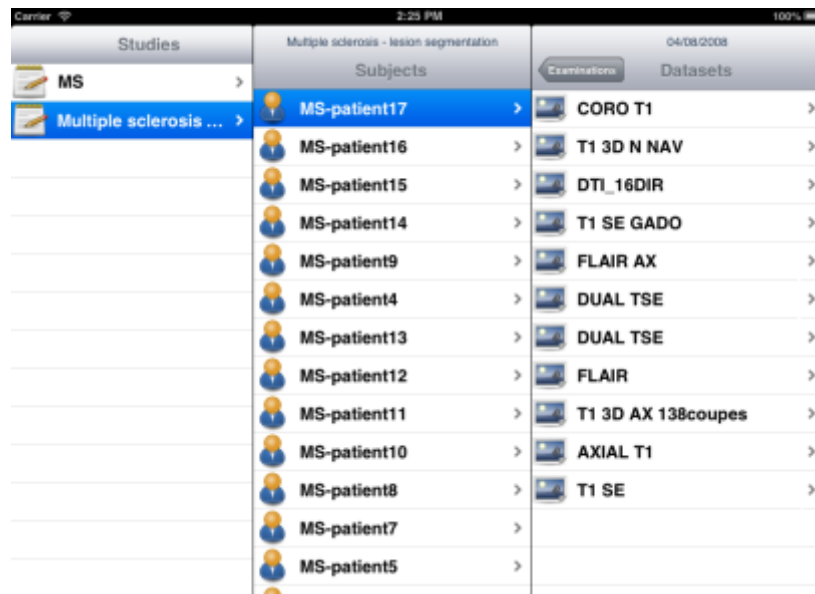 Carrier 2:25 PM 100%
Studies
MS
Multiple sclerosis ...
Multiple sclerosis - lesion segmentation
Subjects
MS-patient17
MS-patient16
MS-patient15
MS-patient14
MS-patient9
MS-patient4
MS-patient13
MS-patient12
MS-patient11
MS-patient10
MS-patient8
MS-patient7
MS-patient5
04/08/2008
Examinations
Datasets
CORO T1
T1 3D N NAV
DTI_16DIR
T1 SE GADO
FLAIR AX
DUAL TSE
DUAL TSE
FLAIR
T1 3D AX 138coupes
AXIAL T1
T1 SE